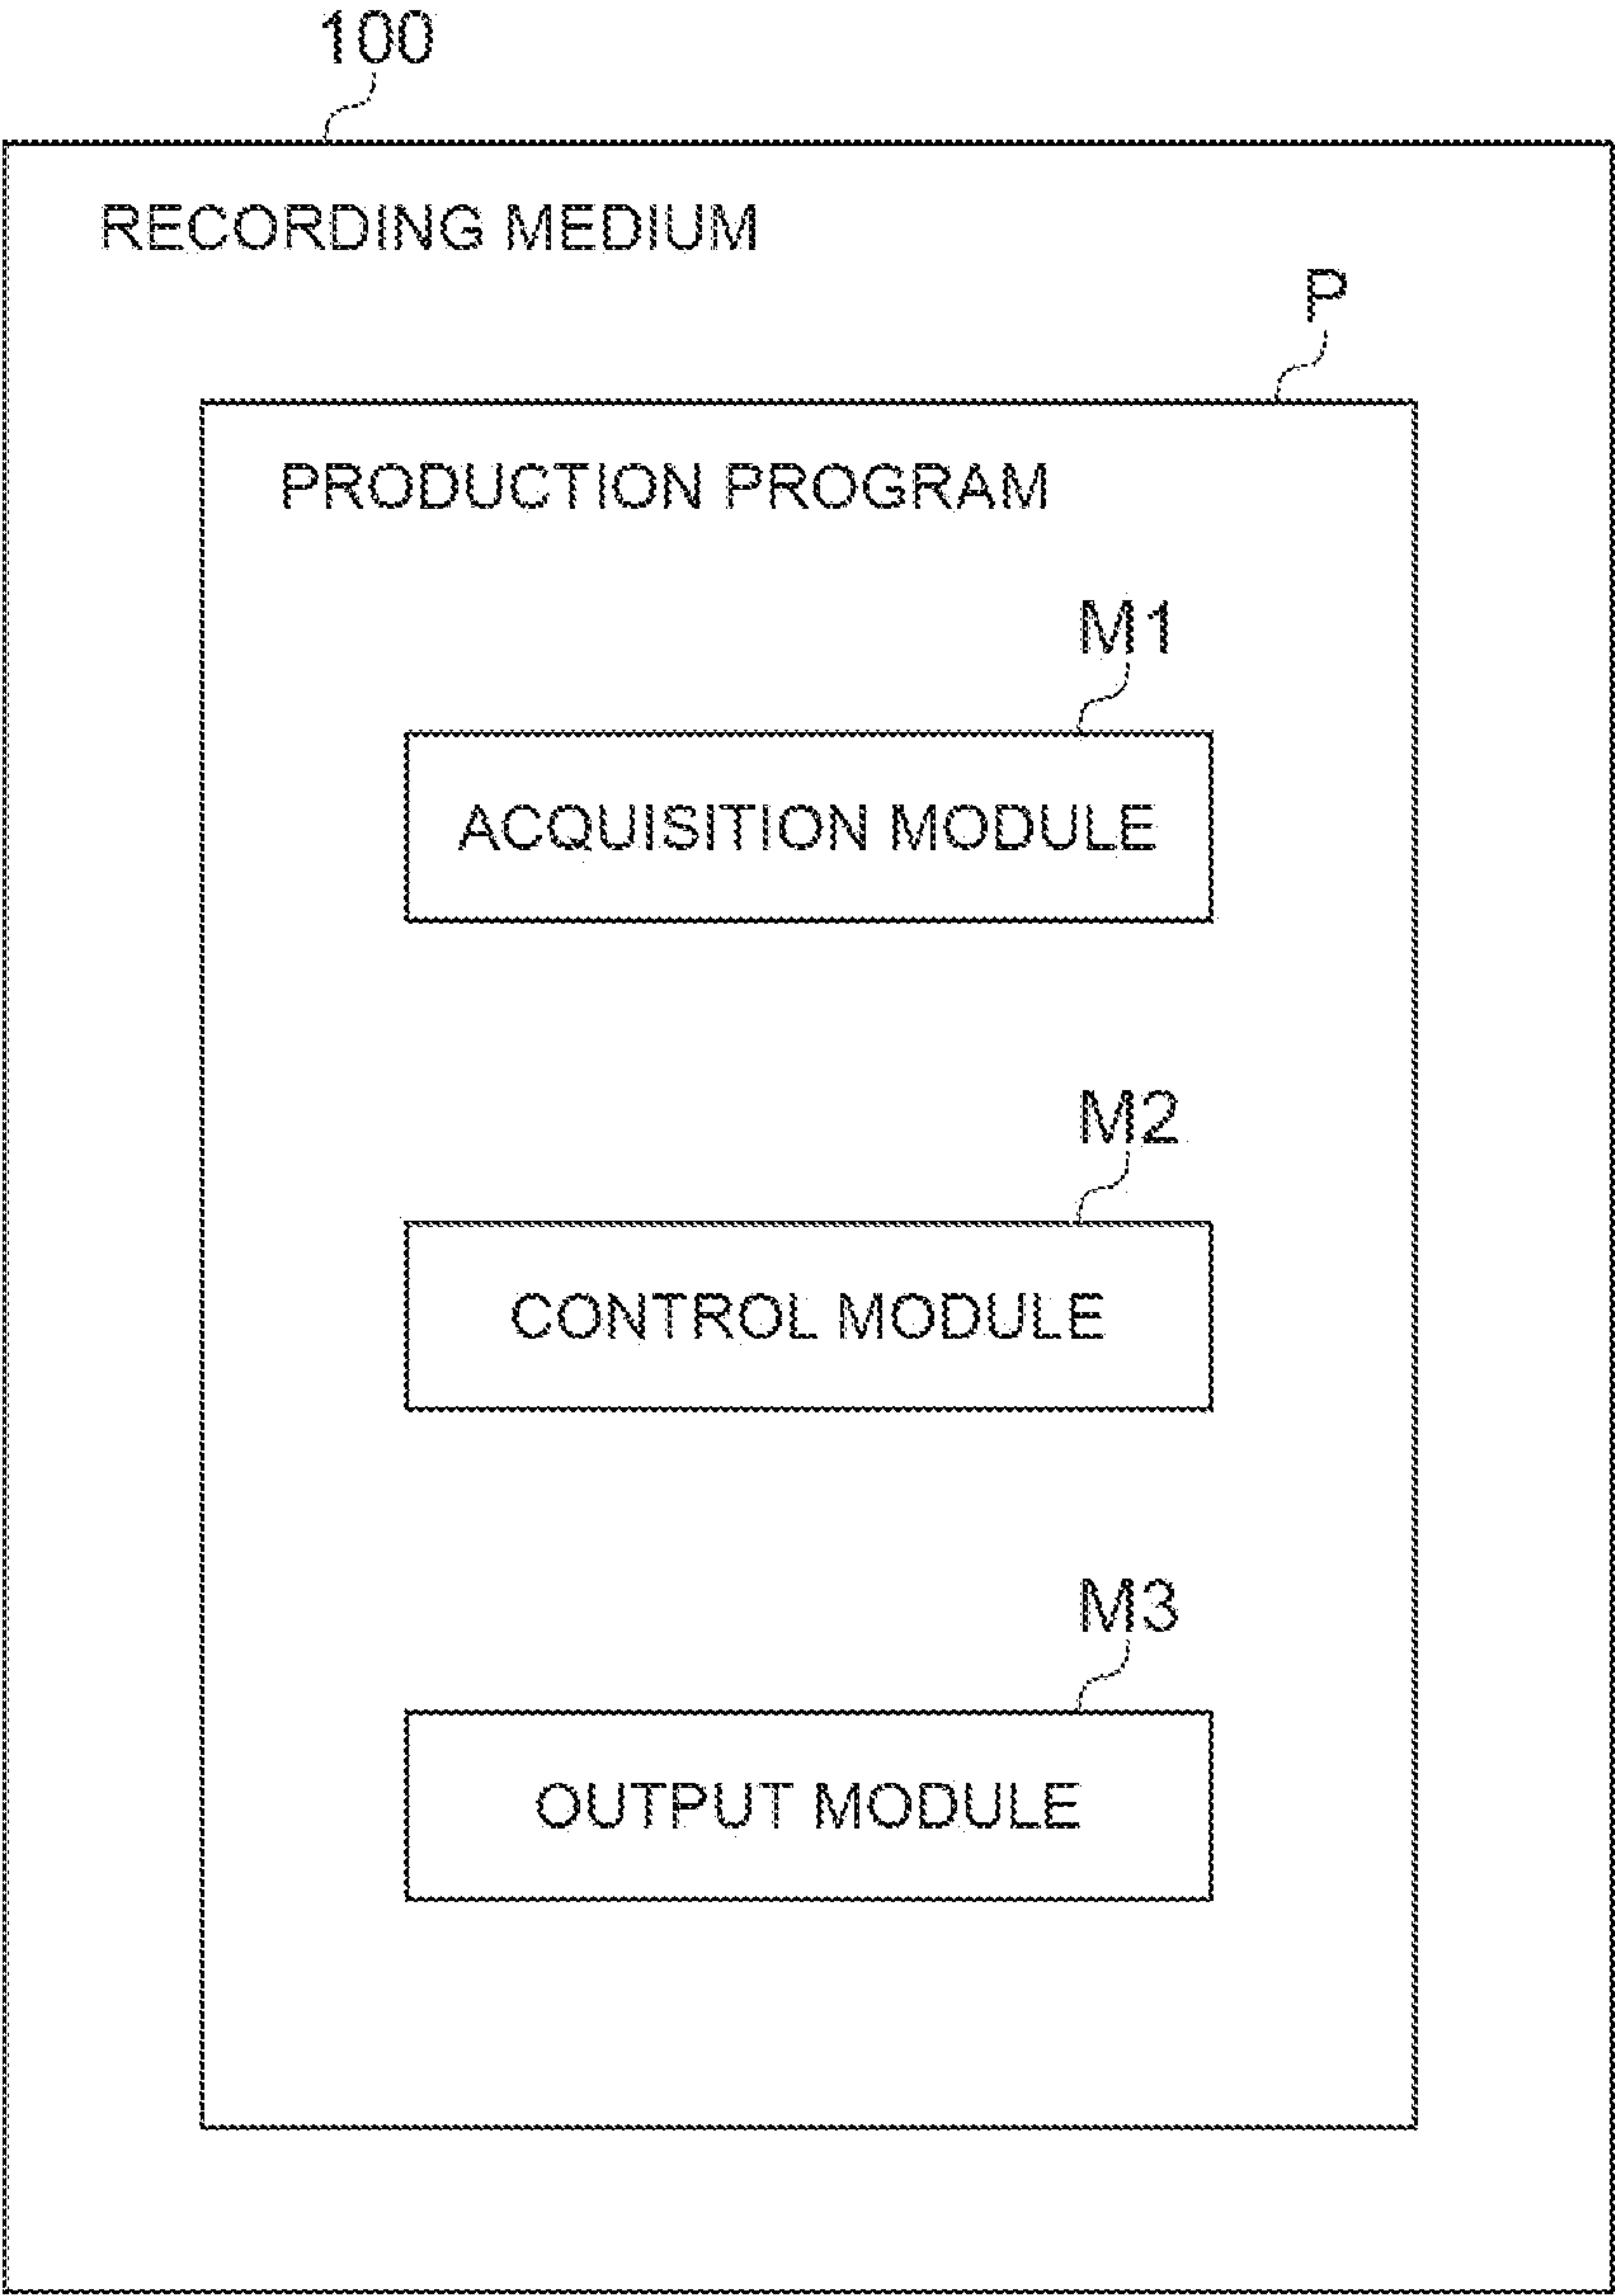 100
RECORDING MEDIUM
P
PRODUCTION PROGRAM
M1
ACQUISITION MODULE
M2
CONTROL MODULE
M3
OUTPUT MODULE